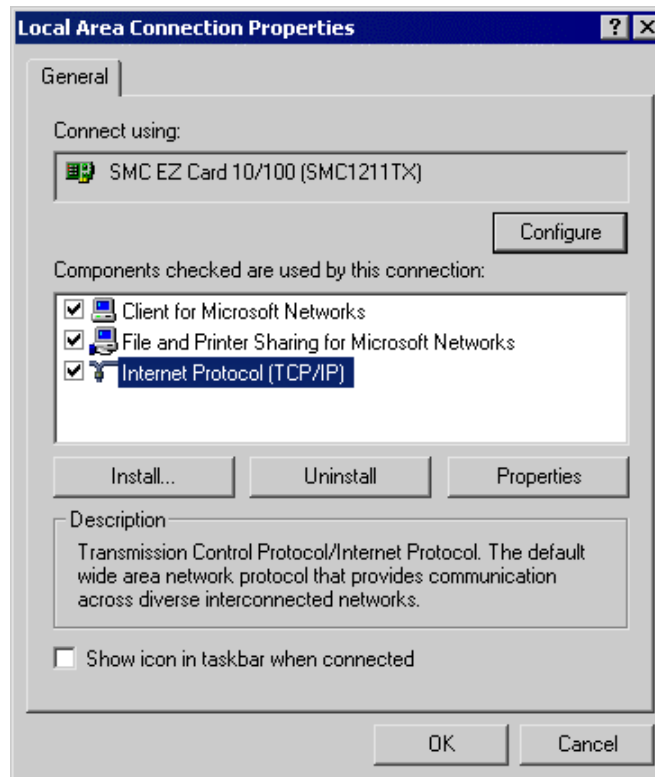 Local Area Connection Properties
General
Connect using:
SMC EZ Card 10/100 (SMC1211TX)
Configure
Components checked are used by this connection:
Client for Microsoft Networks
File and Printer Sharing for Microsoft Networks
Internet Protocol (TCP/IP)
Install... Uninstall Properties
Description
Transmission Control Protocol/Internet Protocol. The default
wide area network protocol that provides communication
across diverse interconnected networks.
Show icon in taskbar when connected
OK Cancel